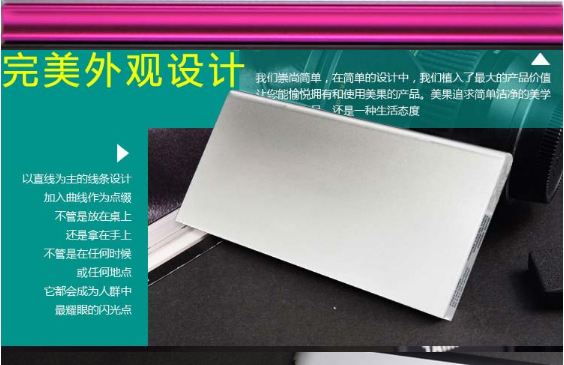 完美外观设计
我们崇尚简单，在简单的设计中，我们植入了最大的产品价值
让你能愉悦拥有和使用美果的产品。美果追求简单洁净的美学
品，还是一种生活态度
以直线为主的线条设计
加入曲线作为点缀
不管是放在桌上
还是拿在手上
不管是在任何时候
或任何地点
它都会成为人群中
最耀眼的闪光点